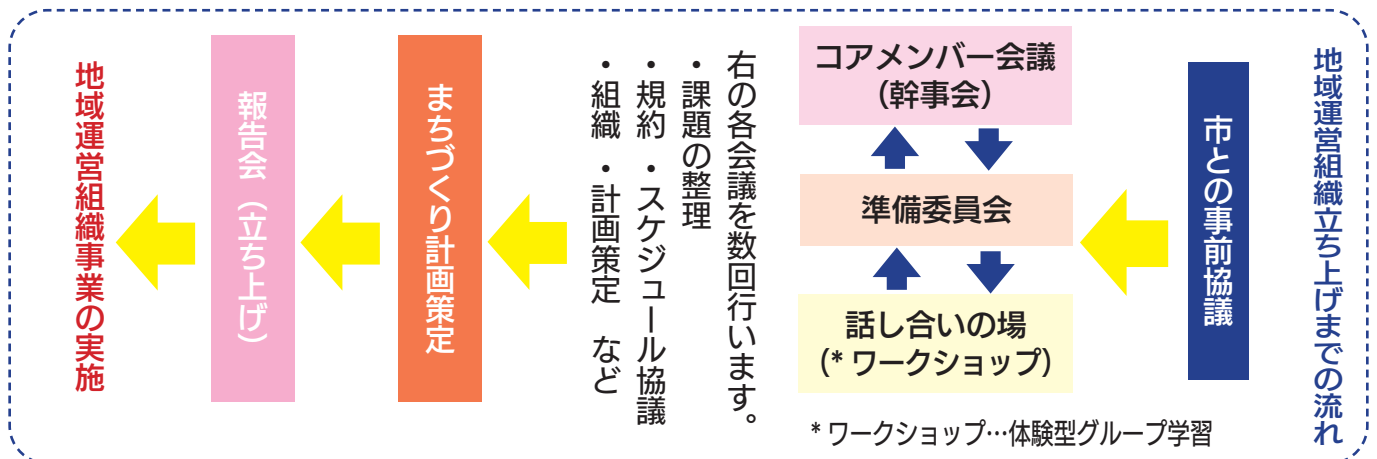 地域運営組織立ち上げまでの流れ
市との事前協議
コアメンバー会議
（幹事会）
準備委員会
話し合いの場
（* ワークショップ）
* ワークショップ…体験型グループ学習
右の各会議を数回行います。
・課題の整理
・規約 ・スケジュール協議
・組織 ・計画策定 など
まちづくり計画策定
報告会（立ち上げ）
地域運営組織事業の実施